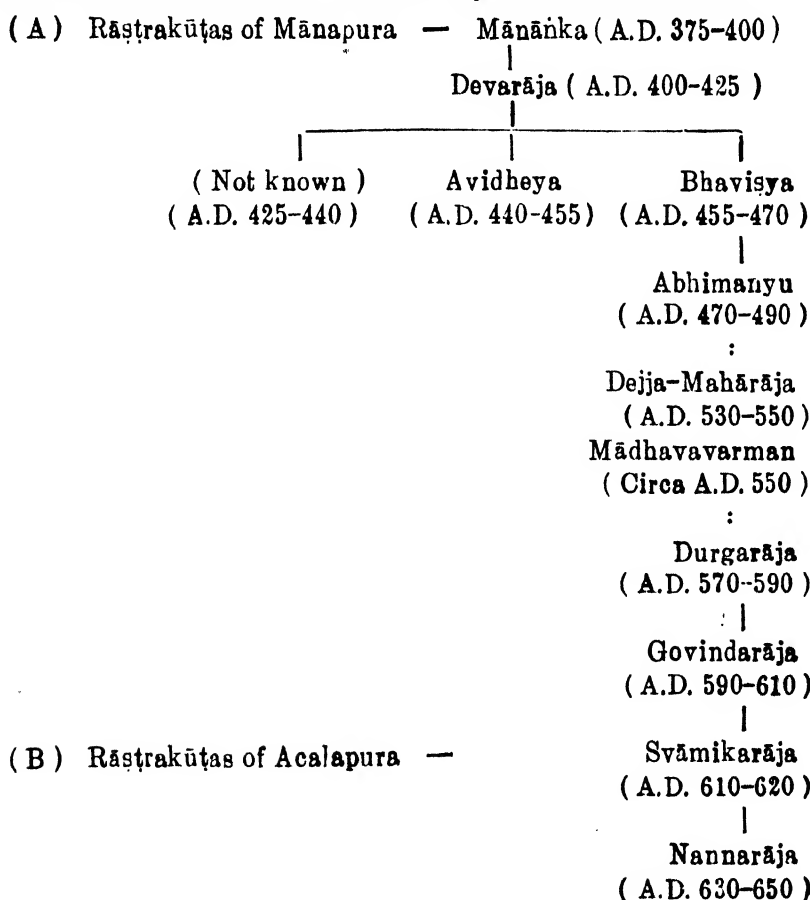 ( A ) Rāṣṭrakūṭas of Mānapura — Mānāṅka ( A.D. 375-400 )
Devarāja ( A.D. 400-425 )
( Not known ) Avidheya Bhaviṣya
( A.D. 425-440 ) ( A.D. 440-455 ) ( A.D. 455-470 )
Abhimanyu
( A.D. 470-490 )
:
Dejja-Mahārāja
( A.D. 530-550 )
Mādhavavarman
( Circa A.D. 550 )
:
Durgarāja
( A.D. 570-590 )
Govindarāja
( A.D. 590-610 )
( B ) Rāṣṭrakūṭas of Acalapura — Svāmikarāja
( A.D. 610-620 )
Nannarāja
( A.D. 630-650 )